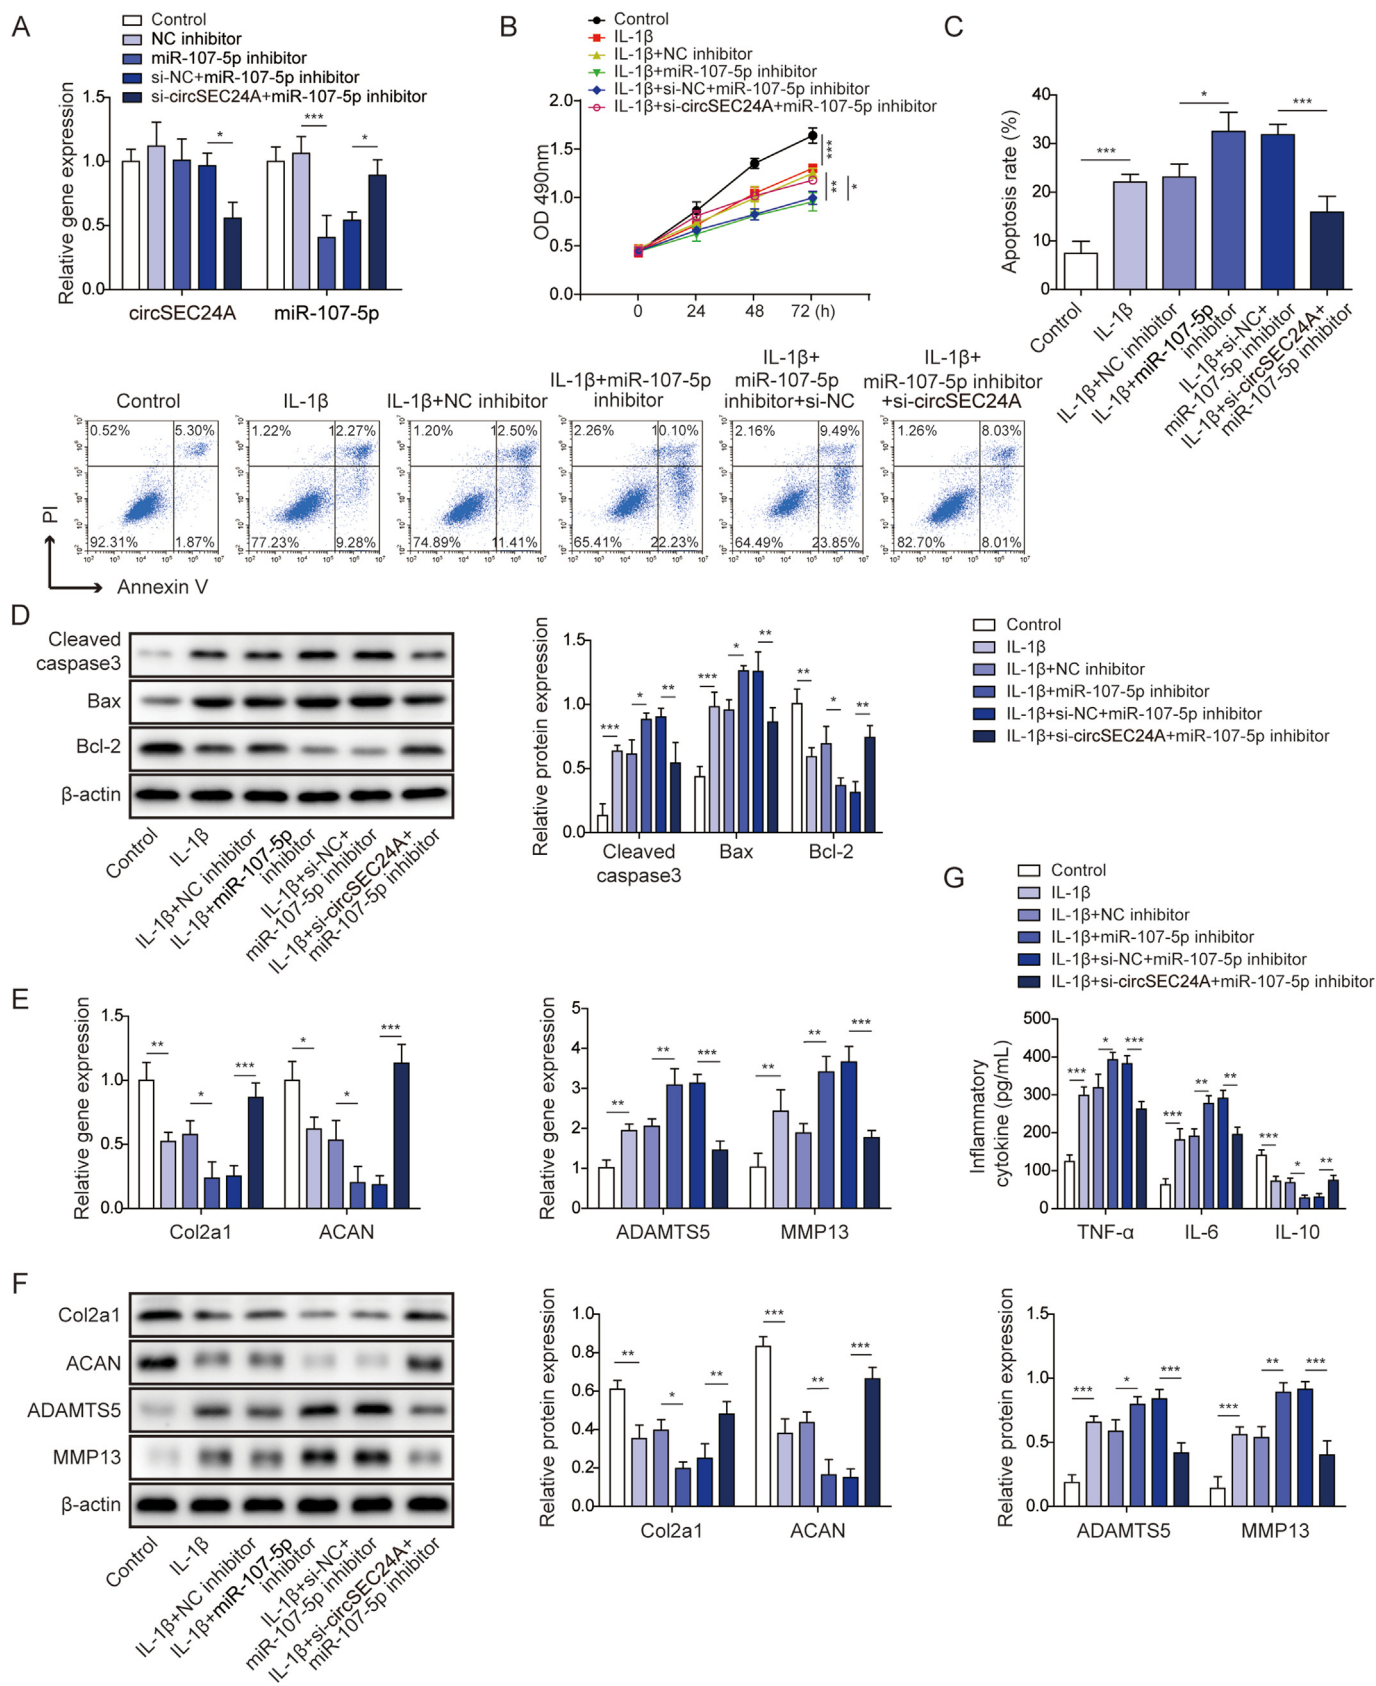 A
Control
NC inhibitor
miR-107-5p inhibitor
si-NC+miR-107-5p inhibitor
si-circSEC24A+miR-107-5p inhibitor
Relative gene expression
1.5
1.0
0.5
0.0
* *** *
circSEC24A miR-107-5p
B
Control
IL-1β
IL-1β+NC inhibitor
IL-1β+miR-107-5p inhibitor
IL-1β+si-NC+miR-107-5p inhibitor
IL-1β+si-circSEC24A+miR-107-5p inhibitor
OD 490nm
2.0
1.5
1.0
0.5
0.0
*** ** *
0 24 48 72 (h)
C
Apoptosis rate (%)
40
30
20
10
0
*** * ***
Control
IL-1β
IL-1β+NC inhibitor
IL-1β+miR-107-5p
inhibitor
IL-1β+si-NC+
miR-107-5p inhibitor
IL-1β+si-circSEC24A+
miR-107-5p inhibitor
Control
0.52% 5.30%
92.31% 1.87%
IL-1β
1.22% 12.27%
77.23% 9.28%
IL-1β+NC inhibitor
1.20% 12.50%
74.89% 11.41%
IL-1β+miR-107-5p
inhibitor
2.26% 10.10%
65.41% 22.23%
IL-1β+
miR-107-5p
inhibitor+si-NC
2.16% 9.49%
64.49% 23.85%
IL-1β+
miR-107-5p inhibitor
+si-circSEC24A
1.26% 8.03%
82.70% 8.01%
PI
Annexin V
D
Cleaved
caspase3
Bax
Bcl-2
β-actin
Control
IL-1β
IL-1β+NC inhibitor
IL-1β+miR-107-5p
inhibitor
IL-1β+si-NC+
miR-107-5p inhibitor
IL-1β+si-circSEC24A+
miR-107-5p inhibitor
Relative protein expression
1.5
1.0
0.5
0.0
*** * ** *** * ** ** * **
Cleaved
caspase3
Bax
Bcl-2
Control
IL-1β
IL-1β+NC inhibitor
IL-1β+miR-107-5p inhibitor
IL-1β+si-NC+miR-107-5p inhibitor
IL-1β+si-circSEC24A+miR-107-5p inhibitor
E
Relative gene expression
1.5
1.0
0.5
0.0
** * *** * * ***
Col2a1 ACAN
Relative gene expression
5
4
3
2
1
0
** ** *** ** ** ***
ADAMTS5 MMP13
G
Control
IL-1β
IL-1β+NC inhibitor
IL-1β+miR-107-5p inhibitor
IL-1β+si-NC+miR-107-5p inhibitor
IL-1β+si-circSEC24A+miR-107-5p inhibitor
Inflammatory
cytokine (pg/mL)
500
400
300
200
100
0
*** * *** *** ** ** *** * **
TNF-α IL-6 IL-10
F
Col2a1
ACAN
ADAMTS5
MMP13
β-actin
Control
IL-1β
IL-1β+NC inhibitor
IL-1β+miR-107-5p
inhibitor
IL-1β+si-NC+
miR-107-5p inhibitor
IL-1β+si-circSEC24A+
miR-107-5p inhibitor
Relative protein expression
1.0
0.8
0.6
0.4
0.2
0.0
** * ** *** ** ***
Col2a1 ACAN
Relative protein expression
1.5
1.0
0.5
0.0
*** * *** *** ** ***
ADAMTS5 MMP13